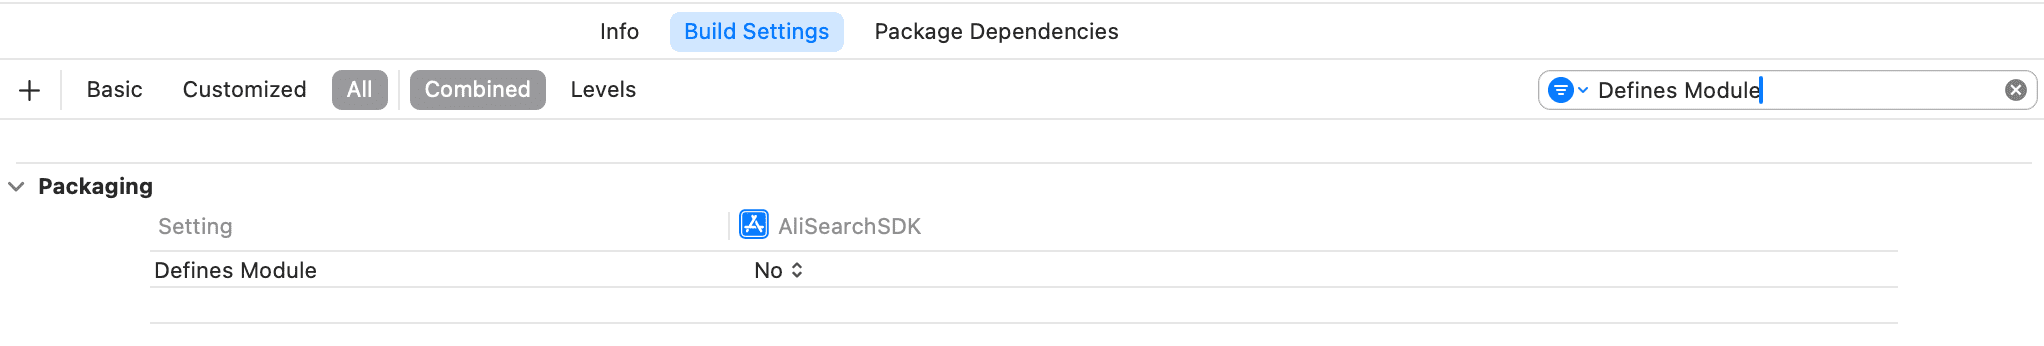 Info Build Settings Package Dependencies
Basic Customized All Combined Levels Defines Module
Packaging
Setting AliSearchSDK
Defines Module No